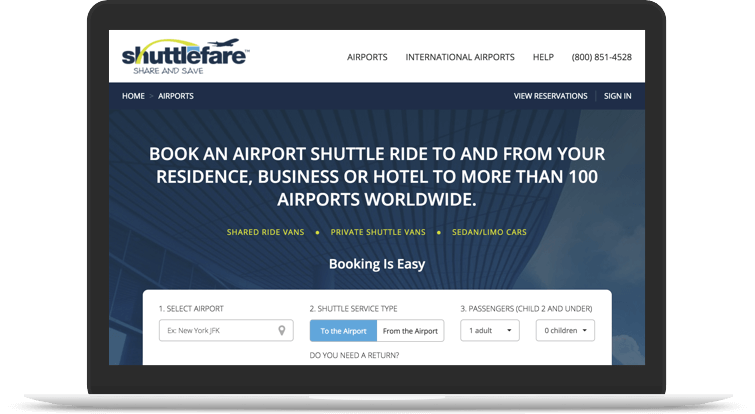 shuttlefare™
SHARE AND SAVE
AIRPORTS INTERNATIONAL AIRPORTS HELP (800) 851-4528
HOME > AIRPORTS
VIEW RESERVATIONS SIGN IN
BOOK AN AIRPORT SHUTTLE RIDE TO AND FROM YOUR
RESIDENCE, BUSINESS OR HOTEL TO MORE THAN 100
AIRPORTS WORLDWIDE.
SHARED RIDE VANS • PRIVATE SHUTTLE VANS • SEDAN/LIMO CARS
Booking Is Easy
1. SELECT AIRPORT
Ex: New York JFK
2. SHUTTLE SERVICE TYPE
To the Airport From the Airport
DO YOU NEED A RETURN?
3. PASSENGERS (CHILD 2 AND UNDER)
1 adult 0 children